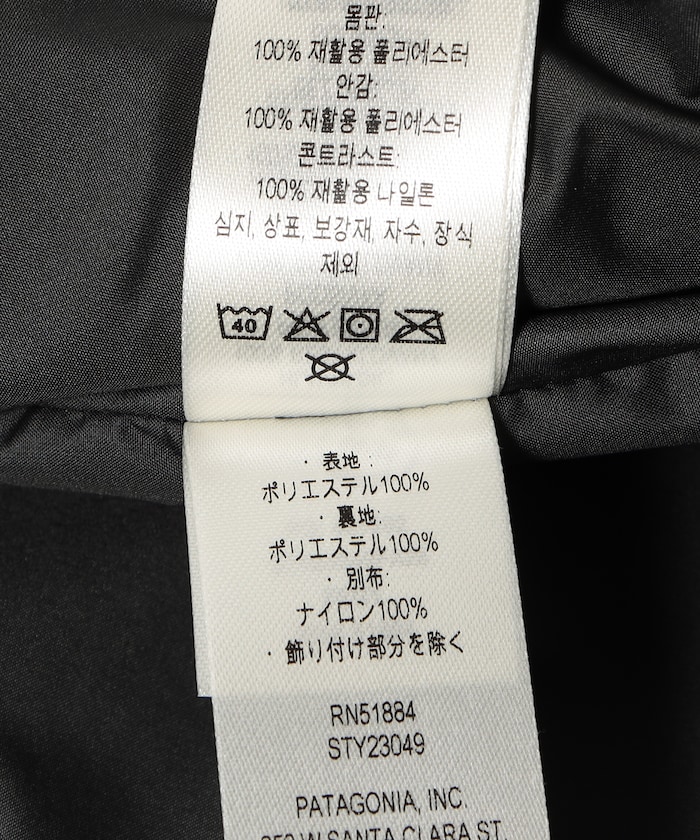 몸판:
100% 재활용 폴리에스터
안감:
100% 재활용 폴리에스터
콘트라스트:
100% 재활용 나일론
심지, 상표, 보강재, 자수, 장식
제외
40
· 表地 :
ポリエステル100%
· 裏地:
ポリエステル100%
· 別布:
ナイロン100%
· 飾り付け部分を除く
RN51884
STY23049
PATAGONIA, INC.
W SANTA CLARA ST